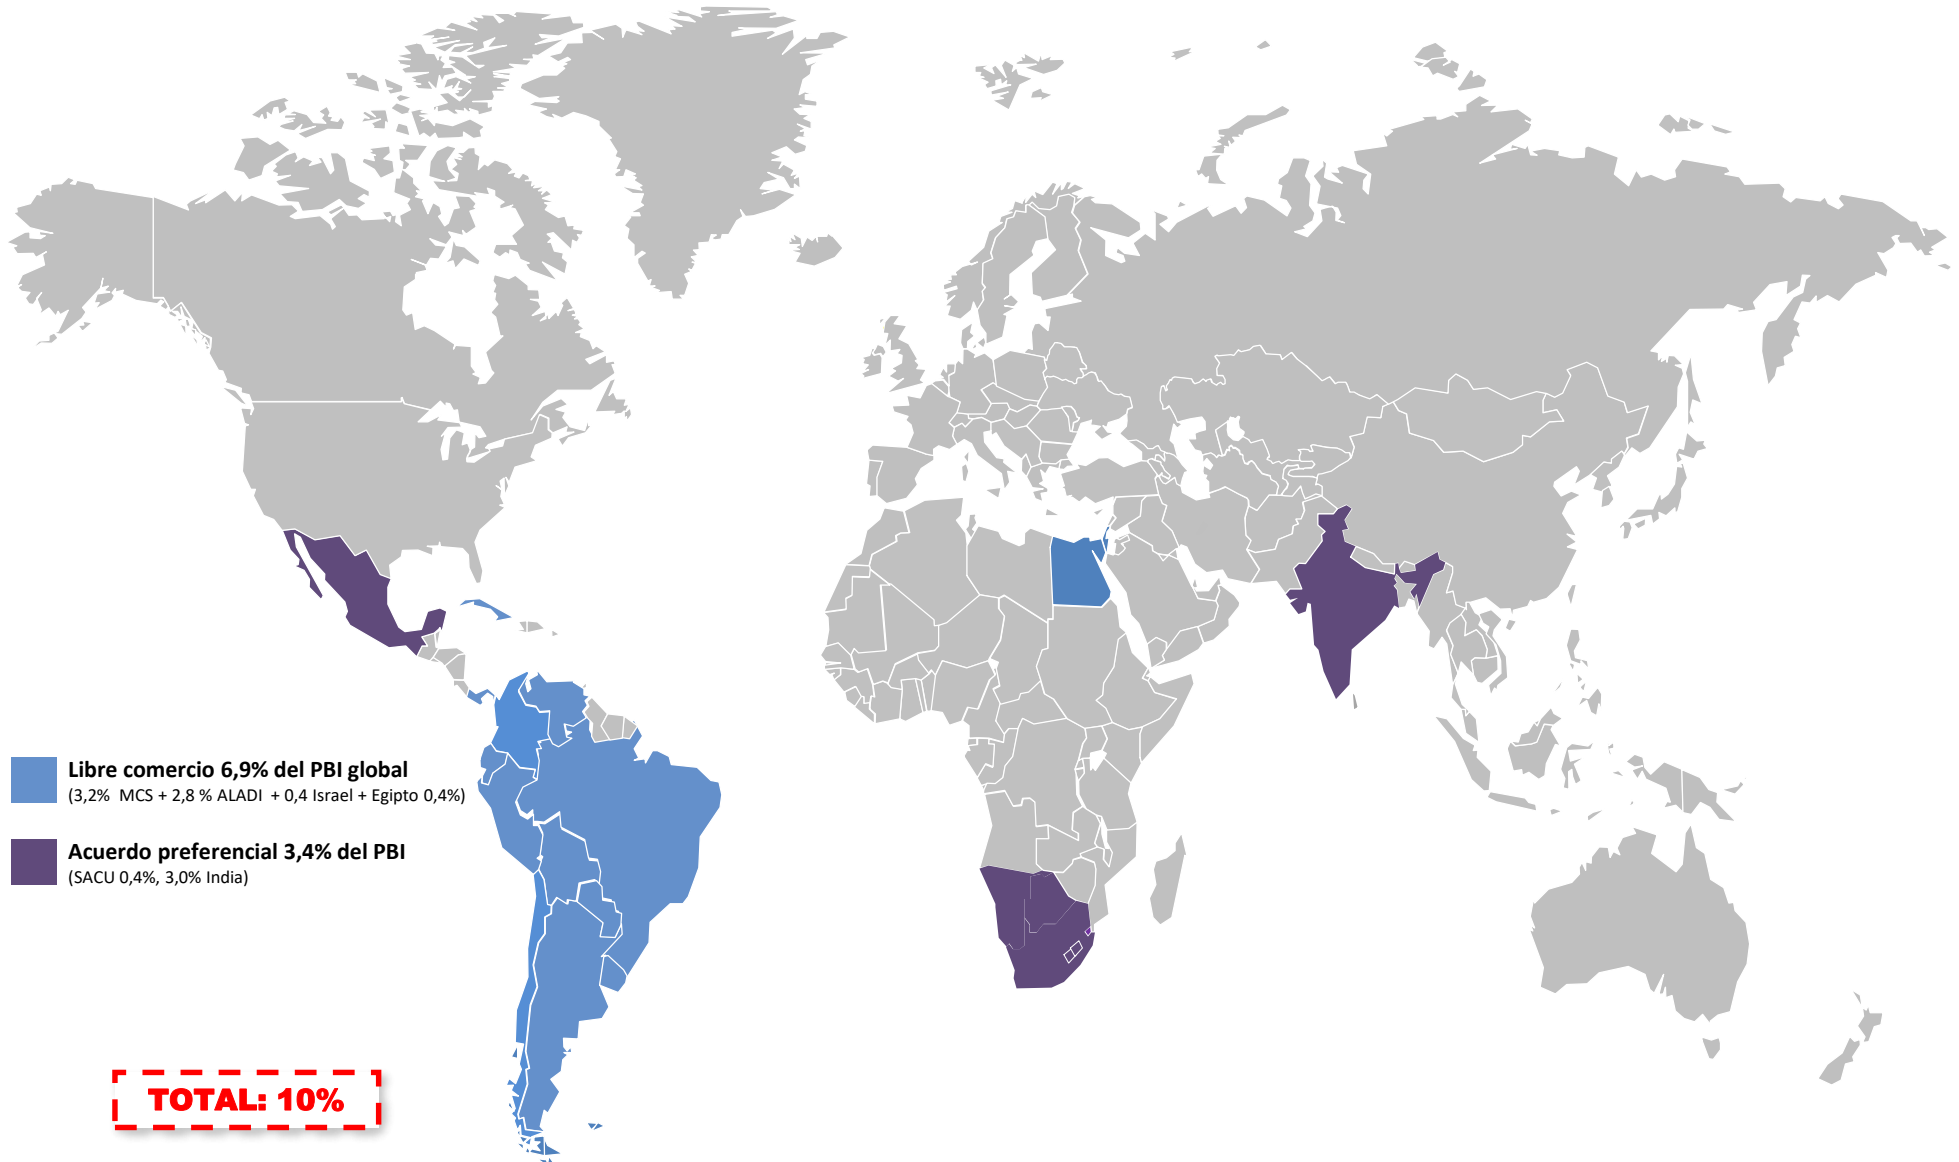 Libre comercio 6,9% del PBI global
(3,2% MCS + 2,8 % ALADI + 0,4 Israel + Egipto 0,4%)
Acuerdo preferencial 3,4% del PBI
(SACU 0,4%, 3,0% India)
TOTAL: 10%